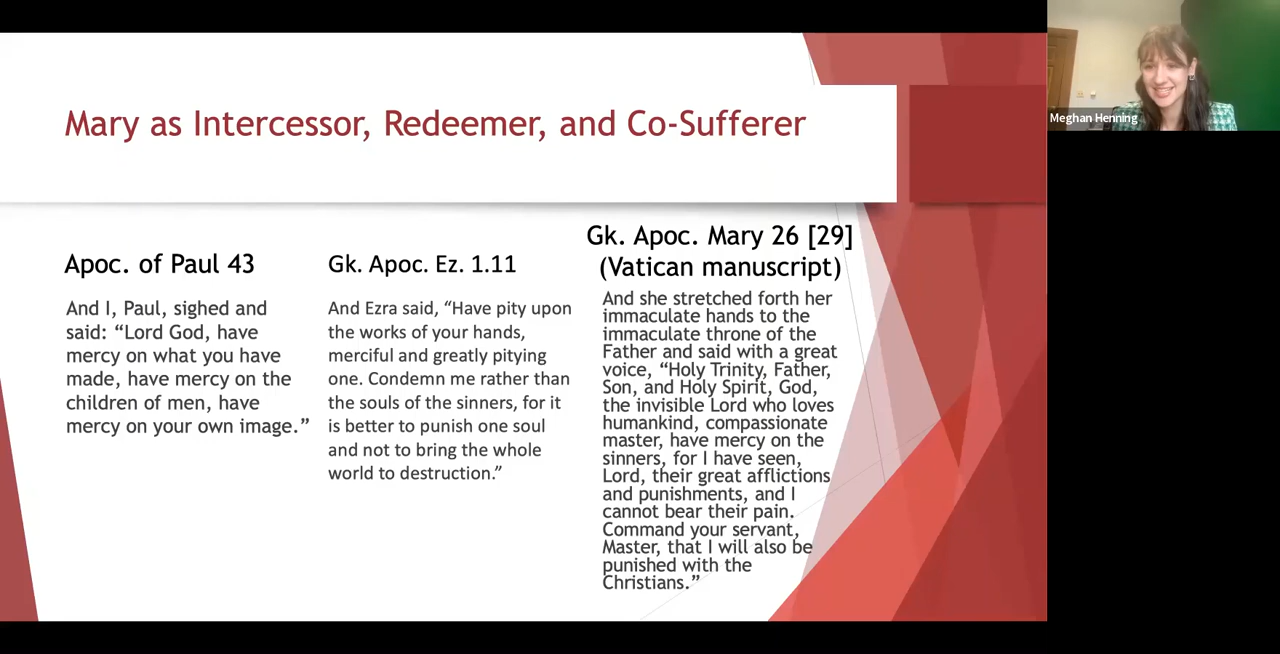 Mary as Intercessor, Redeemer, and Co-Sufferer
Apoc. of Paul 43
And I, Paul, sighed and
said: “Lord God, have
mercy on what you have
made, have mercy on the
children of men, have
mercy on your own image.”
Gk. Apoc. Ez. 1.11
And Ezra said, “Have pity upon
the works of your hands,
merciful and greatly pitying
one. Condemn me rather than
the souls of the sinners, for it
is better to punish one soul
and not to bring the whole
world to destruction.”
Gk. Apoc. Mary 26 [29]
(Vatican manuscript)
And she stretched forth her
immaculate hands to the
immaculate throne of the
Father and said with a great
voice, “Holy Trinity, Father,
Son, and Holy Spirit, God,
the invisible Lord who loves
humankind, compassionate
master, have mercy on the
sinners, for I have seen,
Lord, their great afflictions
and punishments, and I
cannot bear their pain.
Command your servant,
Master, that I will also be
punished with the
Christians.”
Meghan Henning